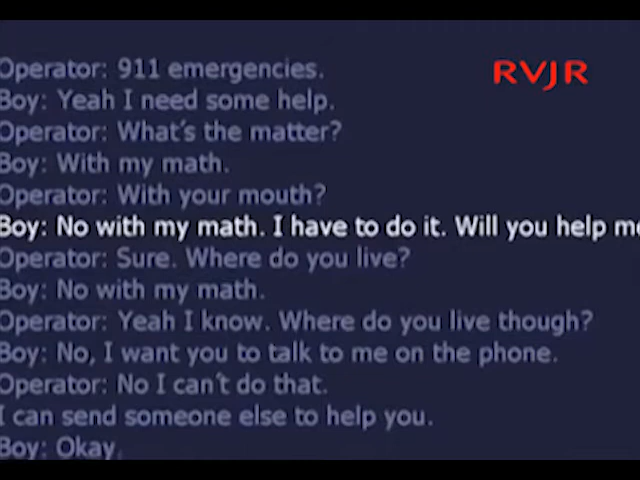 Operator: 911 emergencies.
RVJR
Boy: Yeah I need some help.
Operator: What's the matter?
Boy: With my math.
Operator: With your mouth?
Boy: No with my math. I have to do it. Will you help me
Operator: Sure. Where do you live?
Boy: No with my math.
Operator: Yeah I know. Where do you live though?
Boy: No, I want you to talk to me on the phone.
Operator: No I can't do that.
I can send someone else to help you.
Boy: Okay.